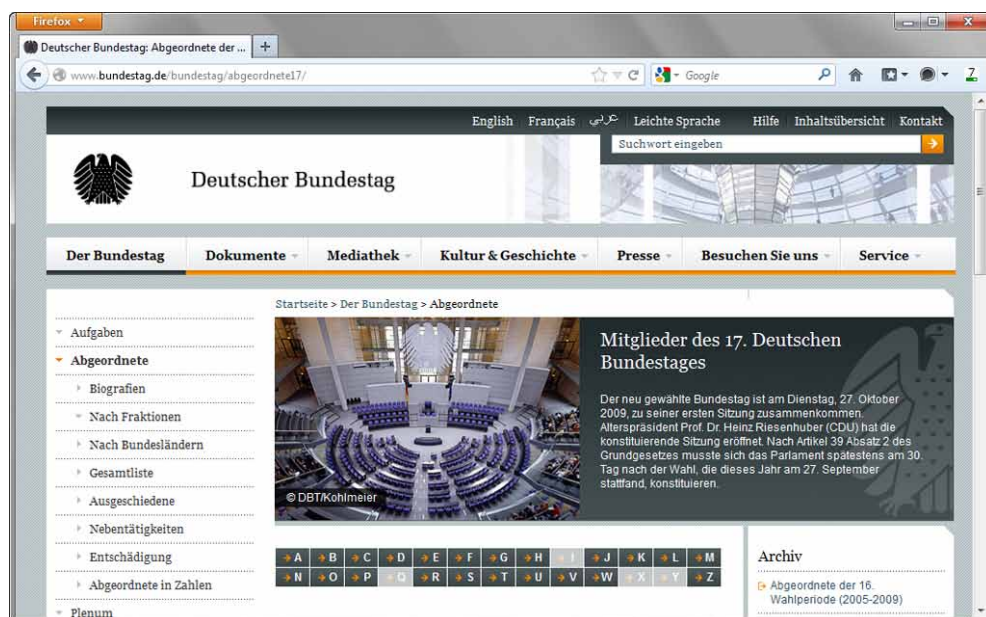 Firefox
Deutscher Bundestag: Abgeordnete der ...
www.bundestag.de/bundestag/abgeordnete17/
Google
English Français عربي Leichte Sprache Hilfe Inhaltsübersicht Kontakt
Suchwort eingeben
Deutscher Bundestag
Der Bundestag Dokumente Mediathek Kultur & Geschichte Presse Besuchen Sie uns Service
Startseite > Der Bundestag > Abgeordnete
Aufgaben
Abgeordnete
Biografien
Nach Fraktionen
Nach Bundesländern
Gesamtliste
Ausgeschiedene
Nebentätigkeiten
Entschädigung
Abgeordnete in Zahlen
Plenum
© DBT/Kohlmeier
Mitglieder des 17. Deutschen
Bundestages
Der neu gewählte Bundestag ist am Dienstag, 27. Oktober
2009, zu seiner ersten Sitzung zusammenkommen.
Alterspräsident Prof. Dr. Heinz Riesenhuber (CDU) hat die
konstituierende Sitzung eröffnet. Nach Artikel 39 Absatz 2 des
Grundgesetzes musste sich das Parlament spätestens am 30.
Tag nach der Wahl, die dieses Jahr am 27. September
stattfand, konstituieren.
A B C D E F G H I J K L M
N O P Q R S T U V W X Y Z
Archiv
Abgeordnete der 16.
Wahlperiode (2005-2009)